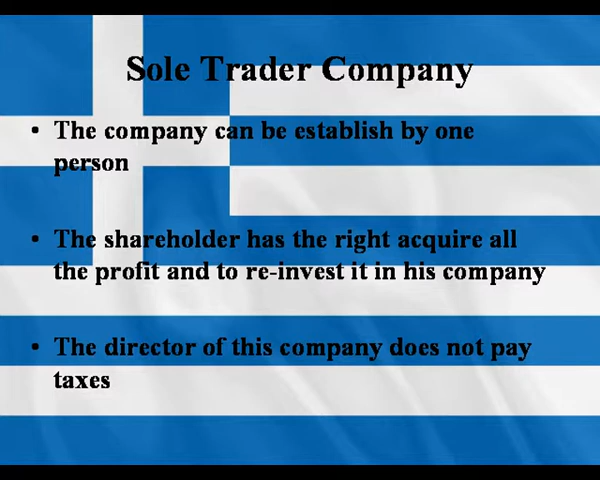 Sole Trader Company
• The company can be establish by one
person
• The shareholder has the right acquire all
the profit and to re-invest it in his company
• The director of this company does not pay
taxes